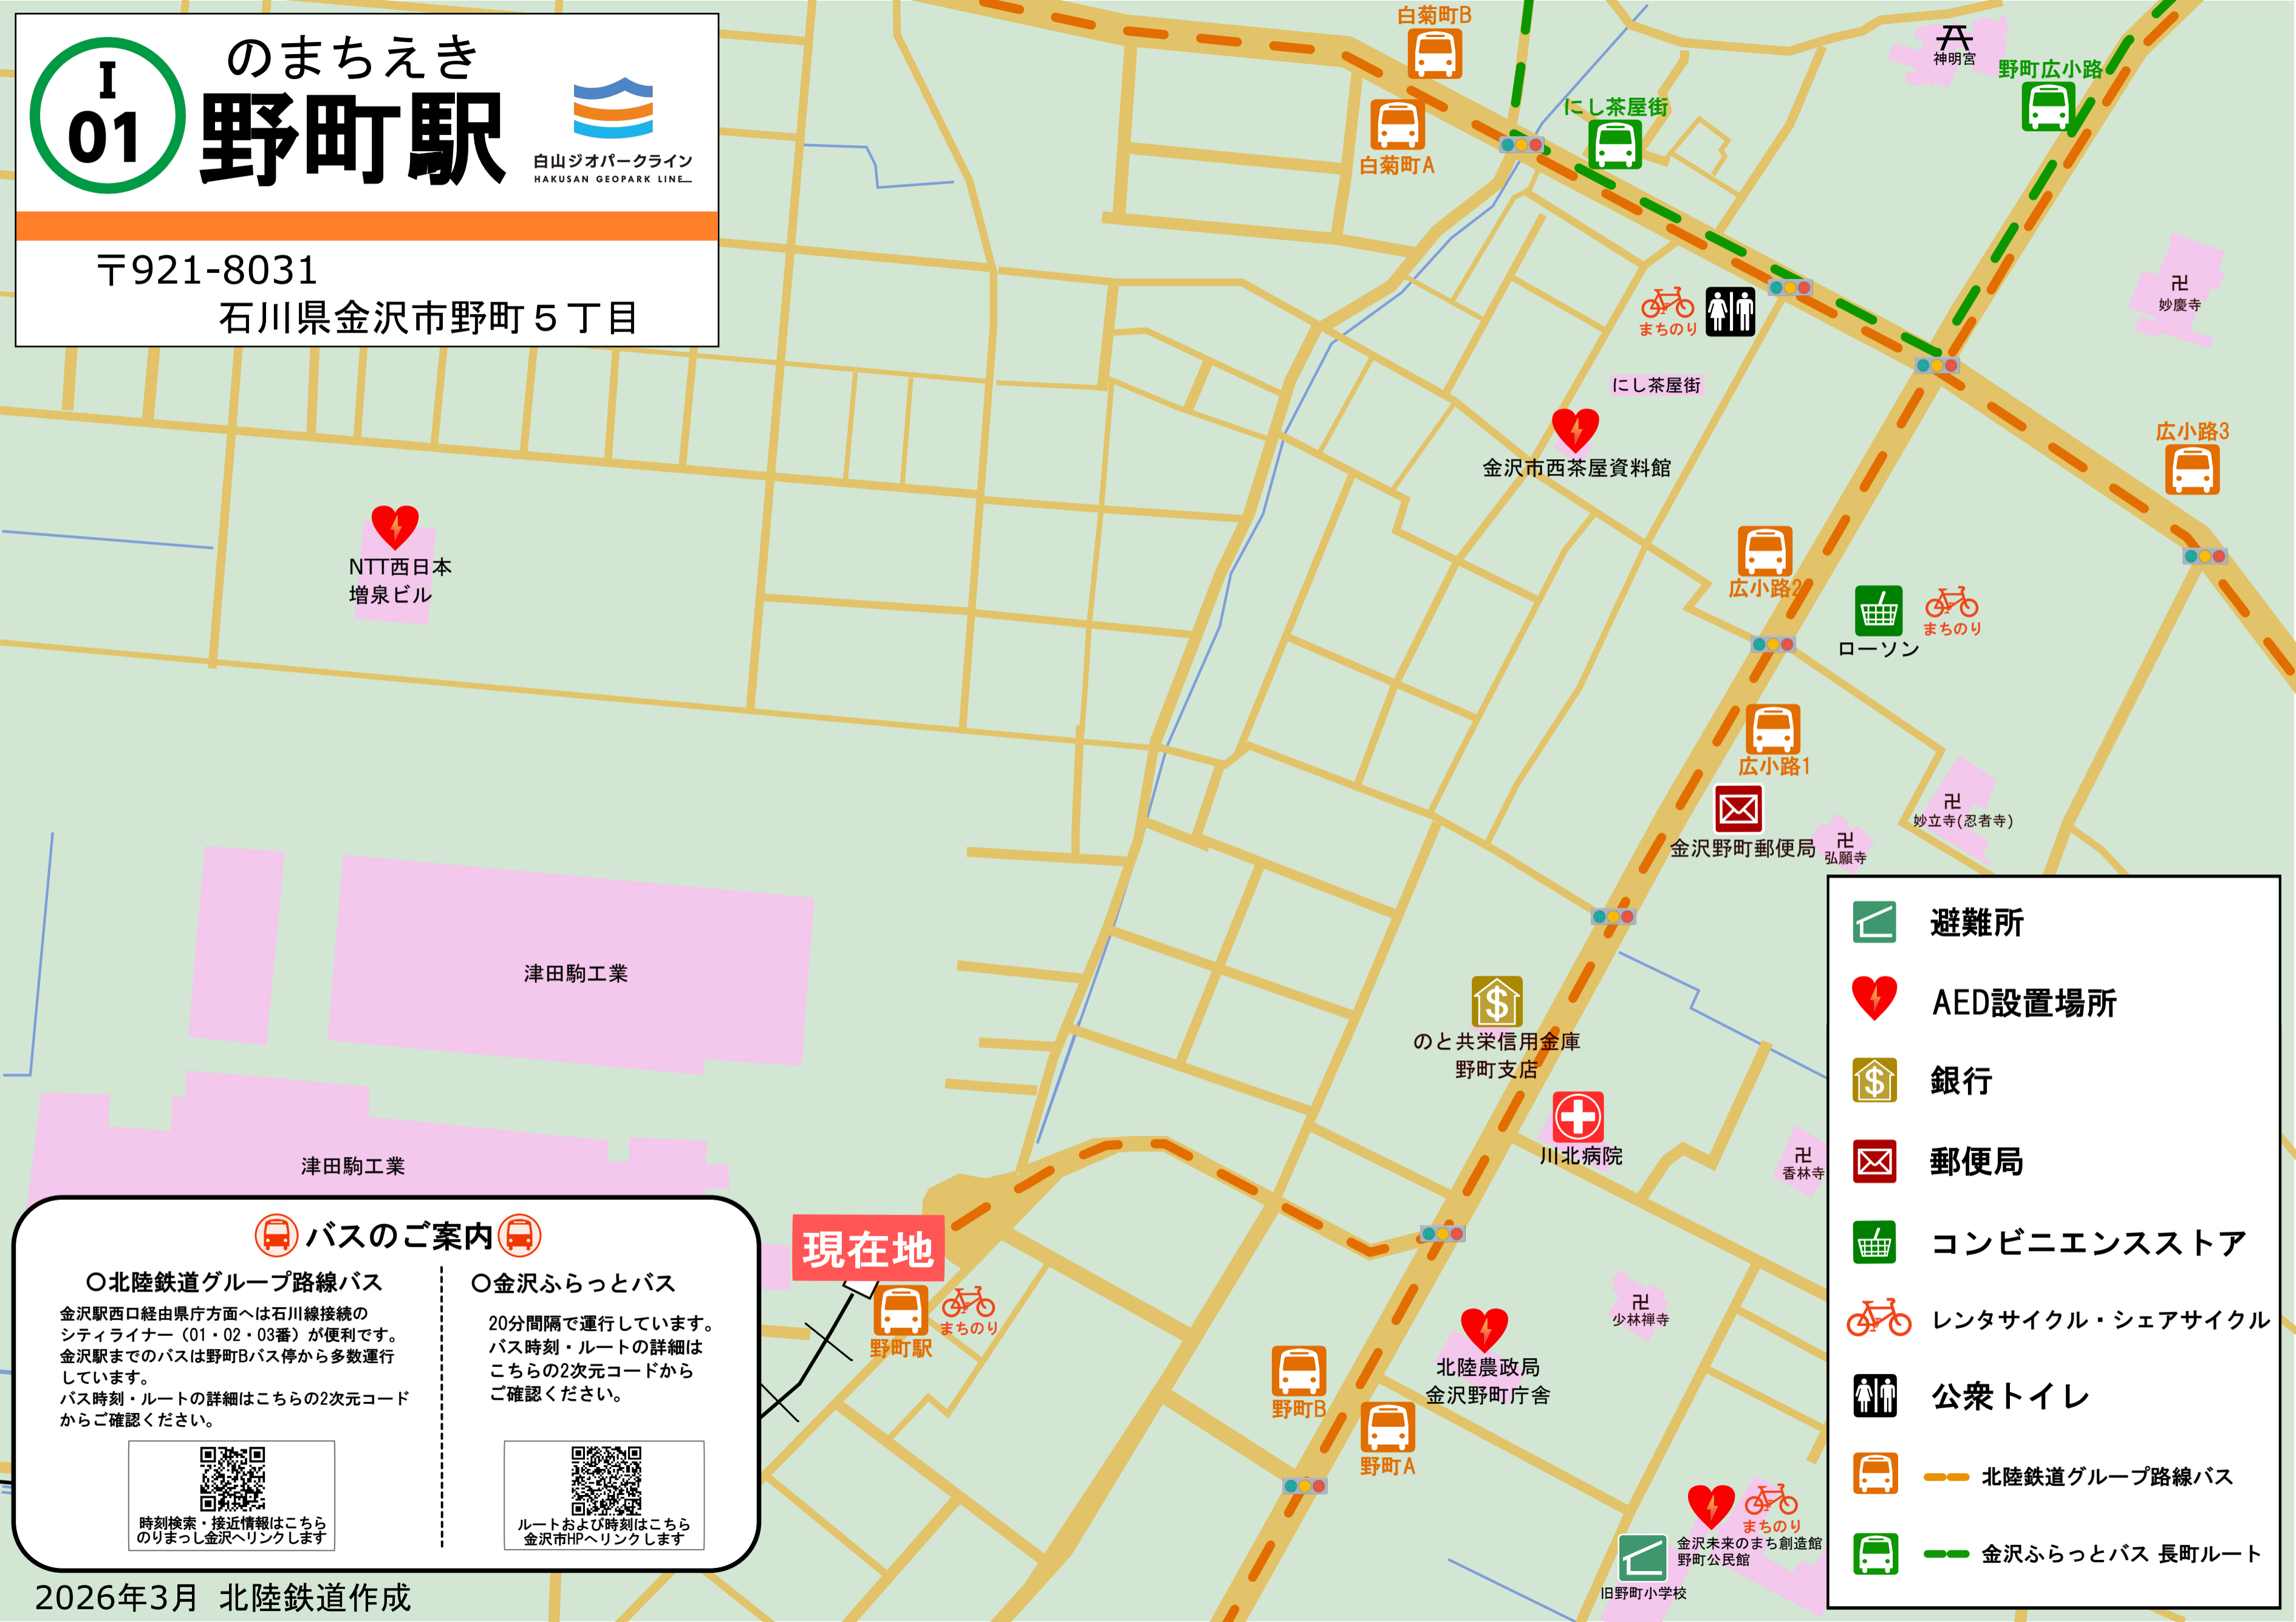 I
01
のまちえき
野町駅
白山ジオパークライン
HAKUSAN GEOPARK LINE
〒921-8031
石川県金沢市野町５丁目
白菊町B
白菊町A
にし茶屋街
神明宮
野町広小路
卍
妙慶寺
まちのり
にし茶屋街
金沢市西茶屋資料館
広小路3
NTT西日本
増泉ビル
広小路2
ローソン
まちのり
広小路1
金沢野町郵便局
卍
弘願寺
卍
妙立寺(忍者寺)
津田駒工業
津田駒工業
のと共栄信用金庫
野町支店
川北病院
卍
香林寺
現在地
野町駅
まちのり
卍
少林禅寺
北陸農政局
金沢野町庁舎
野町B
野町A
まちのり
金沢未来のまち創造館
野町公民館
旧野町小学校
避難所
AED設置場所
銀行
郵便局
コンビニエンスストア
レンタサイクル・シェアサイクル
公衆トイレ
北陸鉄道グループ路線バス
金沢ふらっとバス 長町ルート
バスのご案内
〇北陸鉄道グループ路線バス
金沢駅西口経由県庁方面へは石川線接続の
シティライナー（01・02・03番）が便利です。
金沢駅までのバスは野町Bバス停から多数運行
しています。
バス時刻・ルートの詳細はこちらの2次元コード
からご確認ください。
時刻検索・接近情報はこちら
のりまっし金沢へリンクします
〇金沢ふらっとバス
20分間隔で運行しています。
バス時刻・ルートの詳細は
こちらの2次元コードから
ご確認ください。
ルートおよび時刻はこちら
金沢市HPへリンクします
2026年3月 北陸鉄道作成